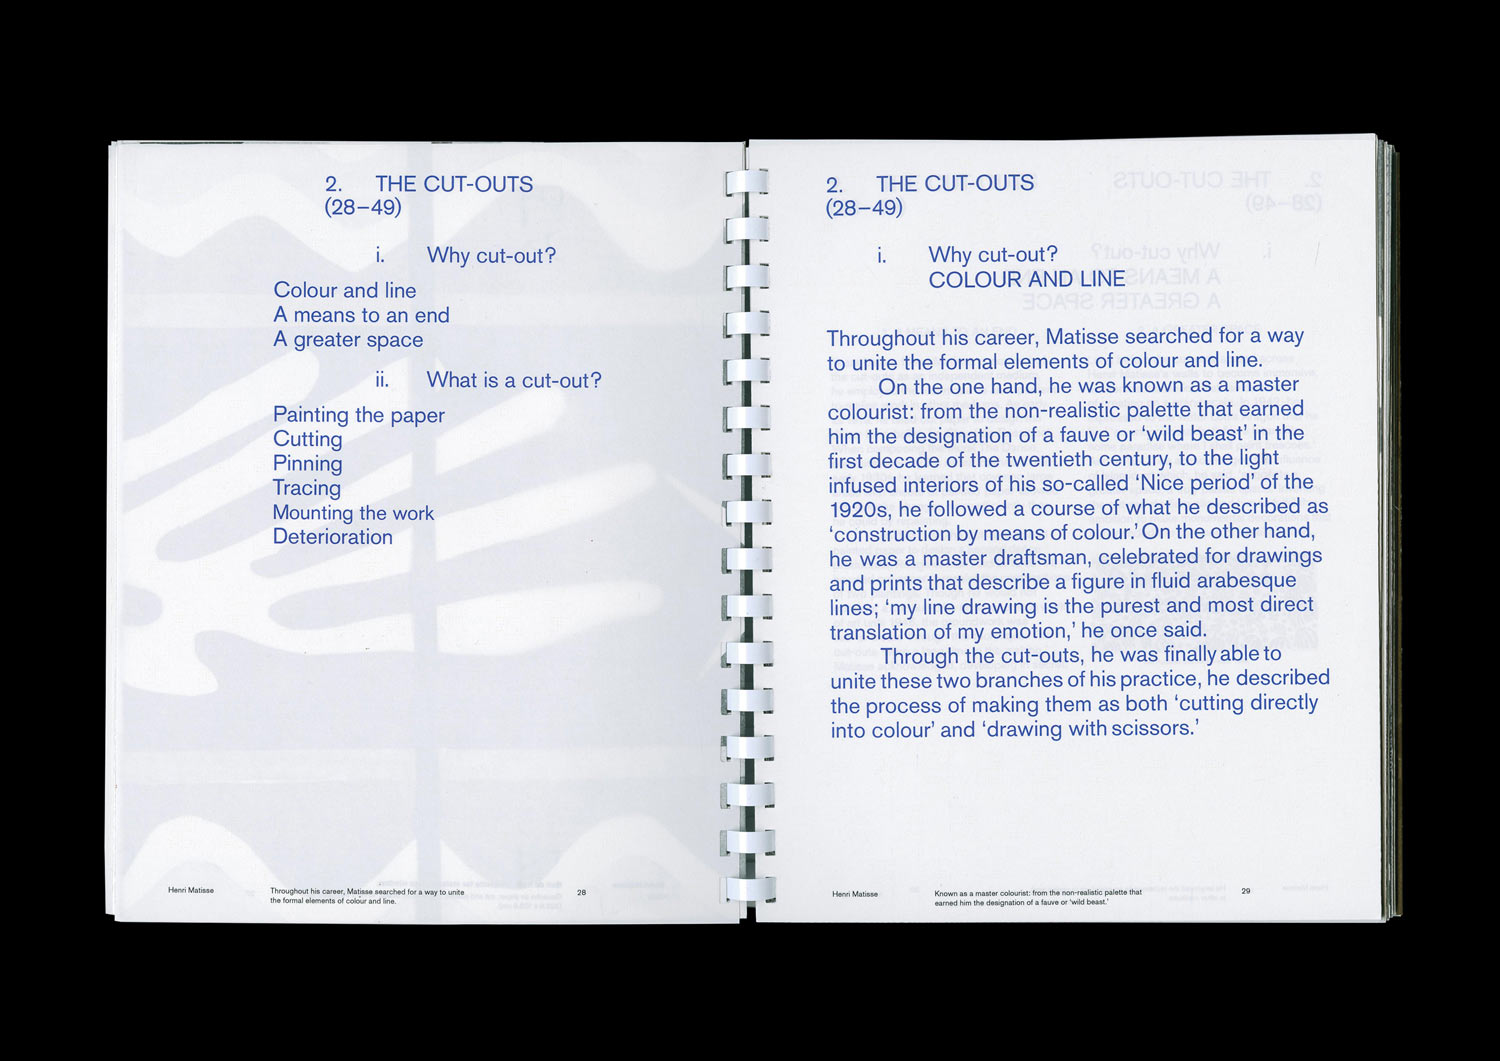 2. THE CUT-OUTS
(28–49)
i. Why cut-out?
Colour and line
A means to an end
A greater space
ii. What is a cut-out?
Painting the paper
Cutting
Pinning
Tracing
Mounting the work
Deterioration
Henri Matisse
Throughout his career, Matisse searched for a way to unite
the formal elements of colour and line.
28
2. THE CUT-OUTS
(28–49)
i. Why cut-out?
COLOUR AND LINE
Throughout his career, Matisse searched for a way
to unite the formal elements of colour and line.
On the one hand, he was known as a master
colourist: from the non-realistic palette that earned
him the designation of a fauve or ‘wild beast’ in the
first decade of the twentieth century, to the light
infused interiors of his so-called ‘Nice period’ of the
1920s, he followed a course of what he described as
‘construction by means of colour.’ On the other hand,
he was a master draftsman, celebrated for drawings
and prints that describe a figure in fluid arabesque
lines; ‘my line drawing is the purest and most direct
translation of my emotion,’ he once said.
Through the cut-outs, he was finally able to
unite these two branches of his practice, he described
the process of making them as both ‘cutting directly
into colour’ and ‘drawing with scissors.’
Henri Matisse
Known as a master colourist: from the non-realistic palette that
earned him the designation of a fauve or ‘wild beast.’
29